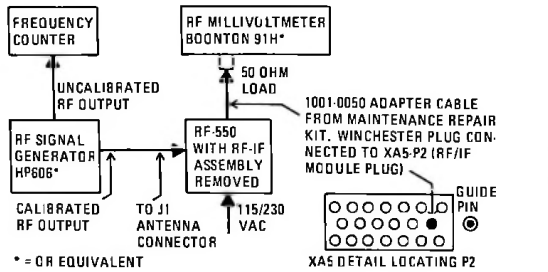 FREQUENCY
COUNTER
RF MILLIVOLTMETER
BOONTON 91H*
UNCALIBRATED
RF OUTPUT
50 OHM
LOAD
1001-0050 ADAPTER CABLE
FROM MAINTENANCE REPAIR
KIT. WINCHESTER PLUG CON-
NECTED TO XA5-P2 (RF/IF
MODULE PLUG)
RF SIGNAL
GENERATOR
HP606*
RF-550
WITH RF-IF
ASSEMBLY
REMOVED
GUIDE
PIN
CALIBRATED
RF OUTPUT
TO J1
ANTENNA
CONNECTOR
115/230
VAC
* = OR EQUIVALENT
XA5 DETAIL LOCATING P2